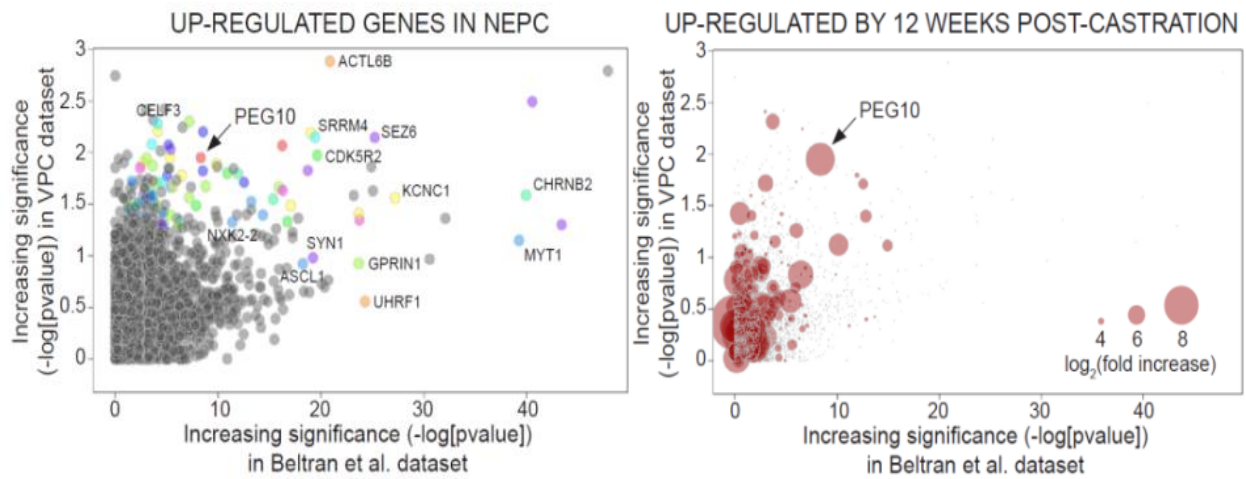 UP-REGULATED GENES IN NEPC
Increasing significance
(-log[pvalue]) in VPC dataset
3
2.5
2
1.5
1
0.5
0
ACTL6B
CELF3
PEG10
SRRM4
SEZ6
CDK5R2
KCNC1
CHRNB2
NXK2-2
SYN1
MYT1
ASCL1
GPRIN1
UHRF1
0
10
20
30
40
Increasing significance (-log[pvalue])
in Beltran et al. dataset
UP-REGULATED BY 12 WEEKS POST-CASTRATION
Increasing significance
(-log[pvalue]) in VPC dataset
3
2.5
2
1.5
1
0.5
0
PEG10
4 6 8
log2(fold increase)
0
10
20
30
40
Increasing significance (-log[pvalue])
in Beltran et al. dataset